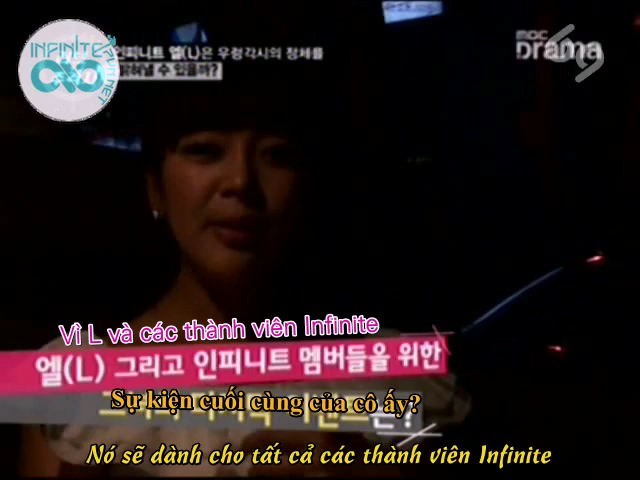 INFINITE
인피니트 엘(L)은 우렁각시의 정체를
밝혀낼 수 있을까?
mbc
Drama
Vì L và các thành viên Infinite
엘(L) 그리고 인피니트 멤버들을 위한
Sự kiện cuối cùng của cô ấy?
Nó sẽ dành cho tất cả các thành viên Infinite